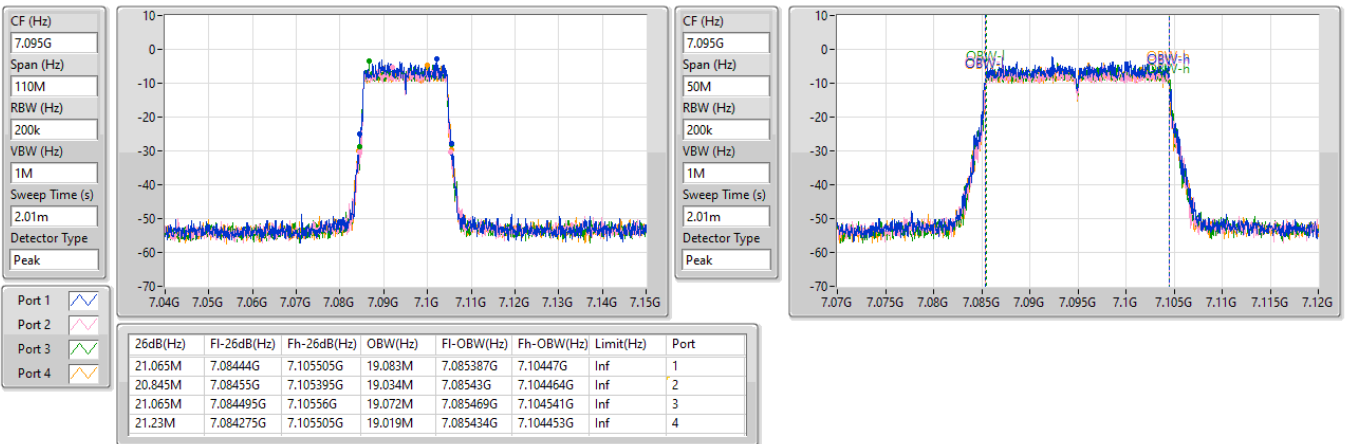 CF (Hz)
7.095G
Span (Hz)
110M
RBW (Hz)
200k
VBW (Hz)
1M
Sweep Time (s)
2.01m
Detector Type
Peak
10
0
-10
-20
-30
-40
-50
-60
-70
7.04G 7.05G 7.06G 7.07G 7.08G 7.09G 7.1G 7.11G 7.12G 7.13G 7.14G 7.15G
CF (Hz)
7.095G
Span (Hz)
50M
RBW (Hz)
200k
VBW (Hz)
1M
Sweep Time (s)
2.01m
Detector Type
Peak
10
0
-10
-20
-30
-40
-50
-60
-70
OBW-l
OBW-h
7.07G 7.075G 7.08G 7.085G 7.09G 7.095G 7.1G 7.105G 7.11G 7.115G 7.12G
Port 1
Port 2
Port 3
Port 4
26dB(Hz) Fl-26dB(Hz) Fh-26dB(Hz) OBW(Hz) Fl-OBW(Hz) Fh-OBW(Hz) Limit(Hz) Port
21.065M 7.08444G 7.105505G 19.083M 7.085387G 7.10447G Inf 1
20.845M 7.08455G 7.105395G 19.034M 7.08543G 7.104464G Inf 2
21.065M 7.084495G 7.10556G 19.072M 7.085469G 7.104541G Inf 3
21.23M 7.084275G 7.105505G 19.019M 7.085434G 7.104453G Inf 4